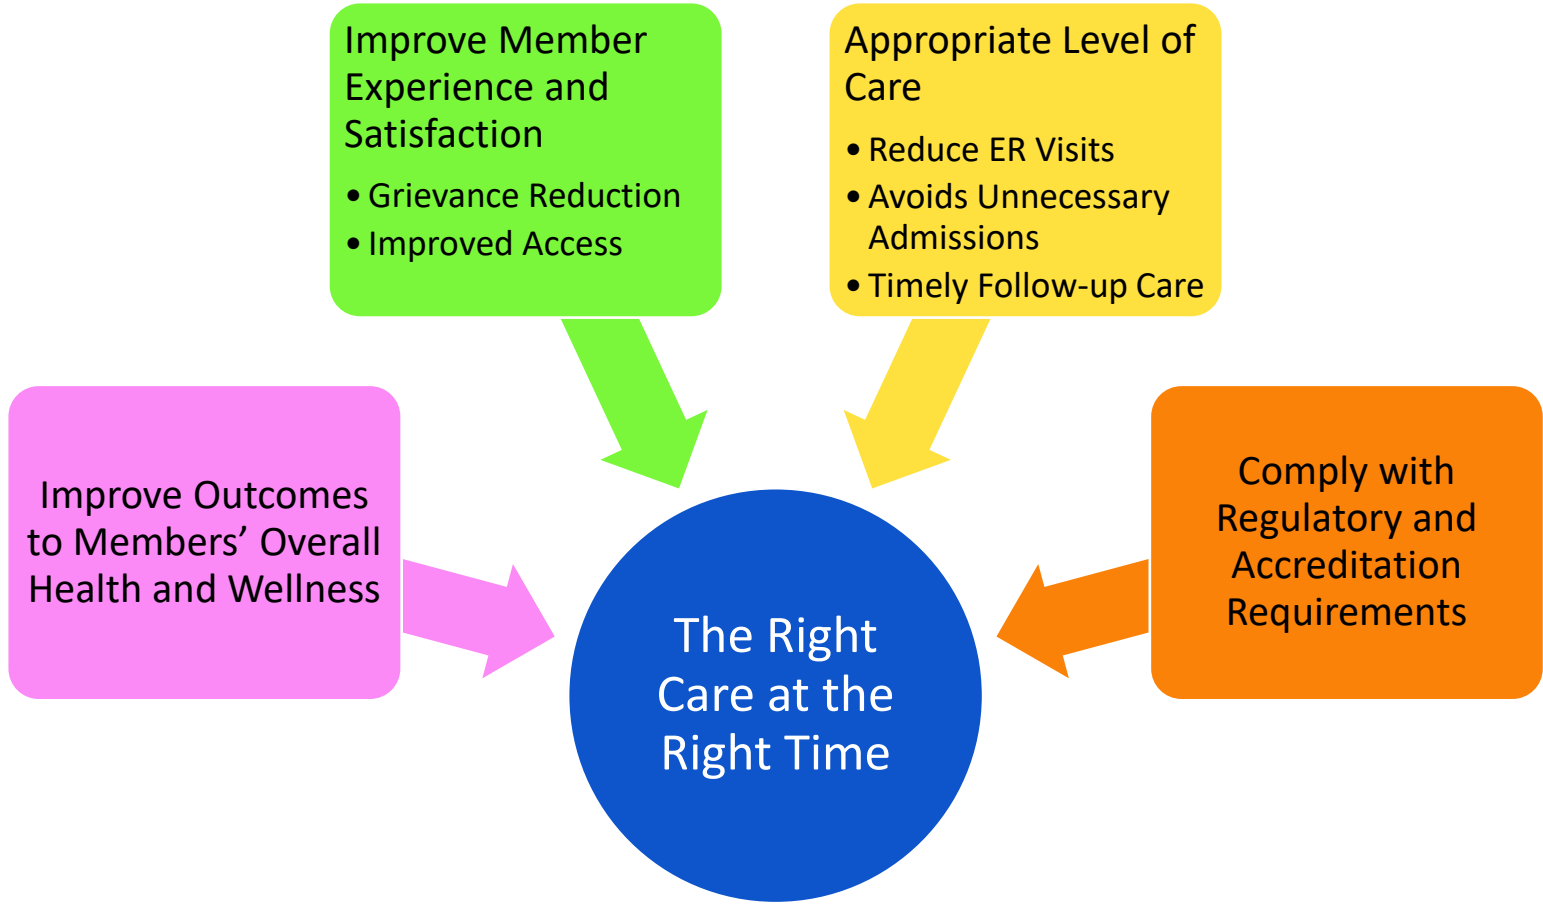 Improve Member
Experience and
Satisfaction
• Grievance Reduction
• Improved Access
Appropriate Level of
Care
• Reduce ER Visits
• Avoids Unnecessary
Admissions
• Timely Follow-up Care
Improve Outcomes
to Members’ Overall
Health and Wellness
Comply with
Regulatory and
Accreditation
Requirements
The Right
Care at the
Right Time